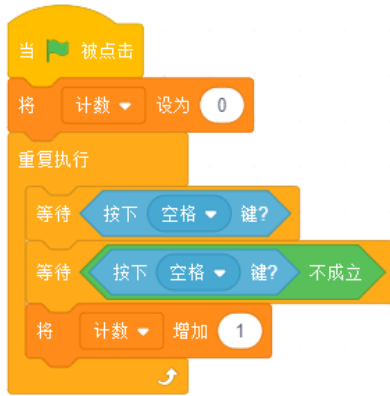 当 被点击
将 计数 设为 0
重复执行
等待 按下 空格 键?
等待 按下 空格 键? 不成立
将 计数 增加 1